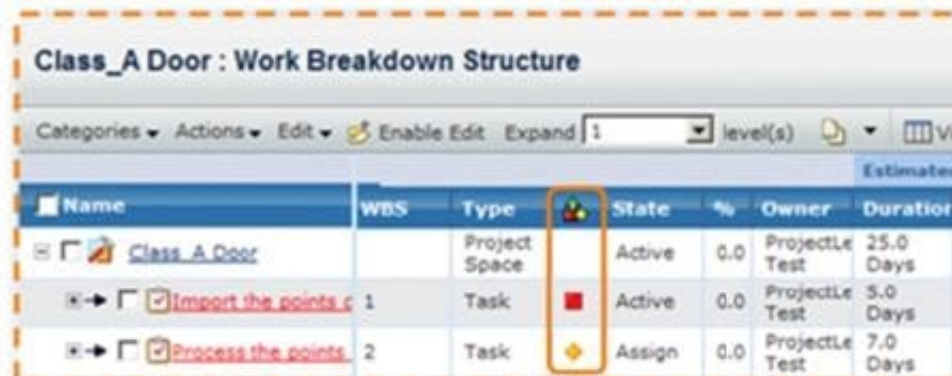 Class_A Door : Work Breakdown Structure
Categories Actions Edit Enable Edit Expand 1 level(s)
Estimated
Name WBS Type State % Owner Duration
Class_A Door Project Space Active 0.0 ProjectLe Test 25.0 Days
Import the points 1 Task Active 0.0 ProjectLe Test 5.0 Days
Process the points 2 Task Assign 0.0 ProjectLe Test 7.0 Days